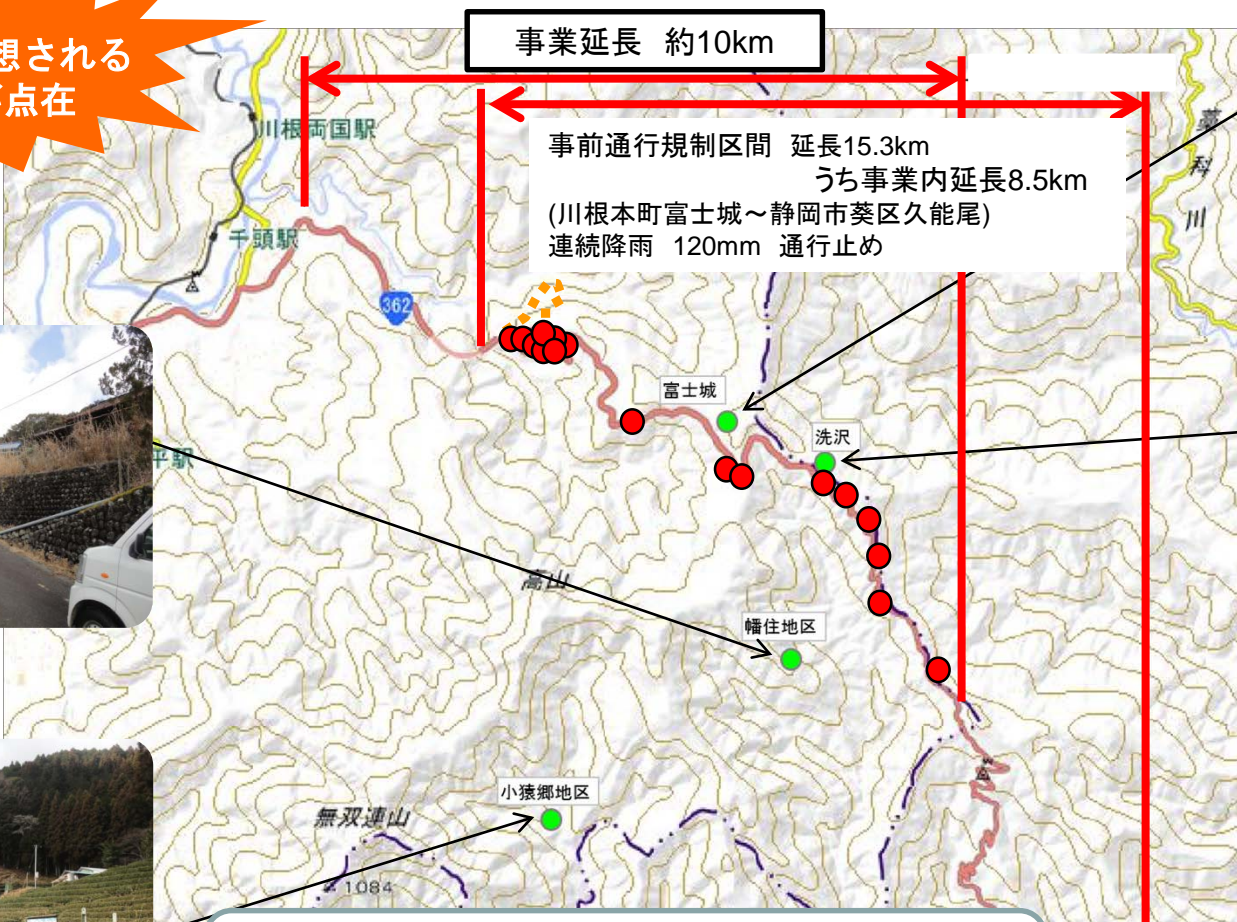 想される
点在
事業延長 約10km
事前通行規制区間 延長15.3km
うち事業内延長8.5km
(川根本町富士城～静岡市葵区久能尾)
連続降雨 120mm 通行止め
川根両国駅
千頭駅
362
藁科川
富士城
洗沢
平駅
高山
幡住地区
小猿郷地区
無双連山
1084